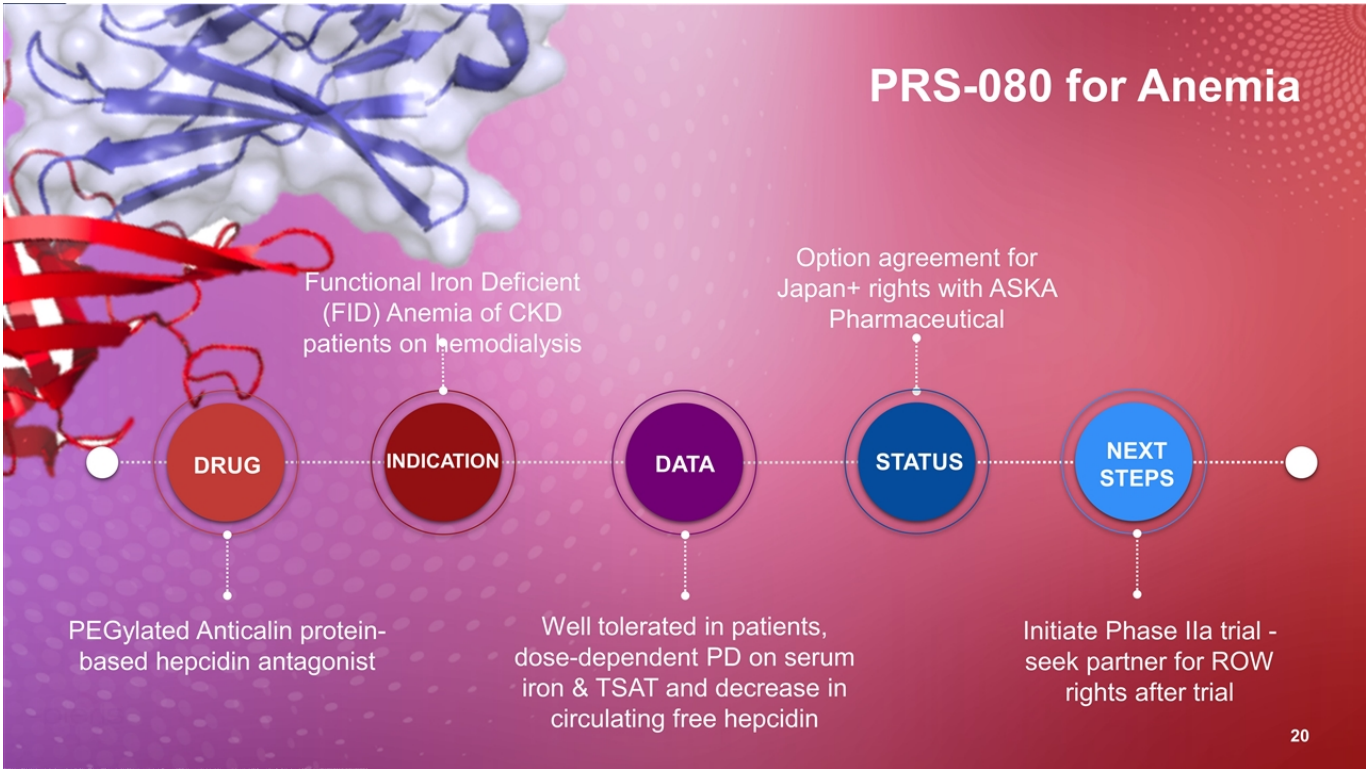 PRS-080 for Anemia
Functional Iron Deficient
(FID) Anemia of CKD
patients on hemodialysis
Option agreement for
Japan+ rights with ASKA
Pharmaceutical
DRUG
INDICATION
DATA
STATUS
NEXT
STEPS
PEGylated Anticalin protein-
based hepcidin antagonist
Well tolerated in patients,
dose-dependent PD on serum
iron & TSAT and decrease in
circulating free hepcidin
Initiate Phase IIa trial -
seek partner for ROW
rights after trial
20